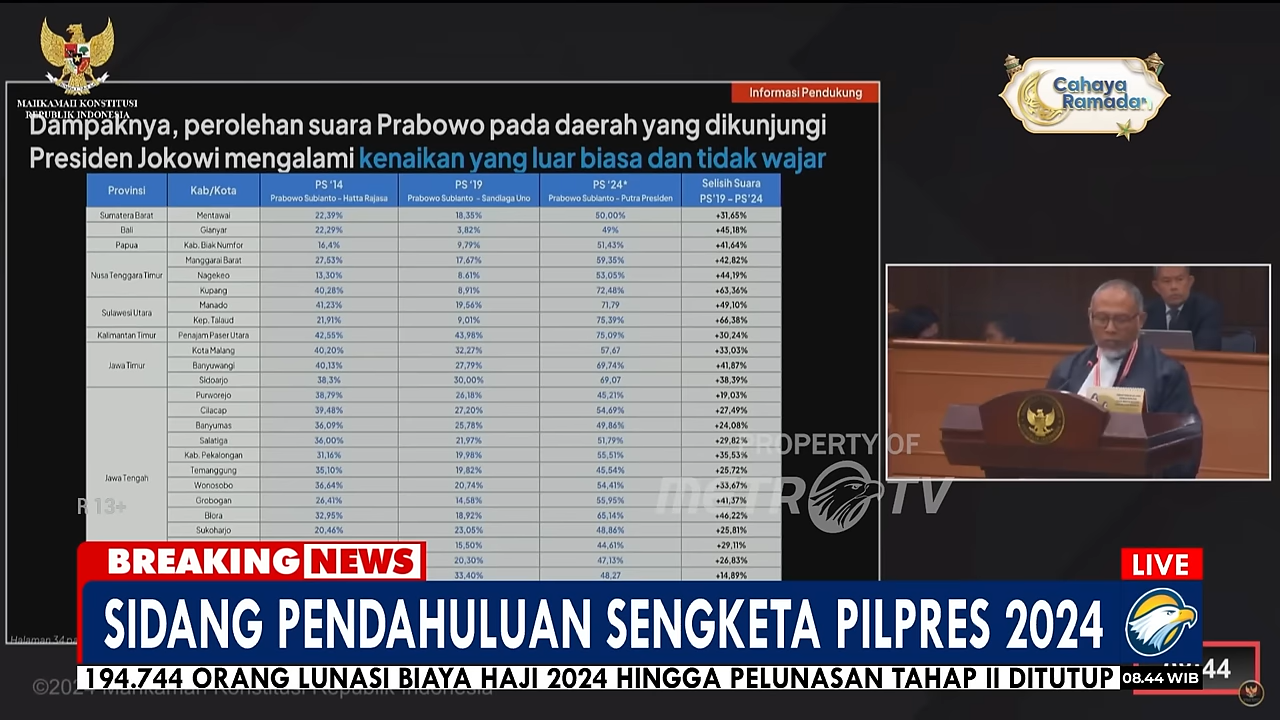 MAHKAMAH KONSTITUSI
REPUBLIK INDONESIA
Cahaya
Ramadan
Informasi Pendukung
Dampaknya, perolehan suara Prabowo pada daerah yang dikunjungi
Presiden Jokowi mengalami kenaikan yang luar biasa dan tidak wajar
Provinsi Kab/Kota PS '14 PS '19 PS '24* Selisih Suara
Prabowo Subianto - Hatta Rajasa Prabowo Subianto - Sandiaga Uno Prabowo Subianto - Putra Presiden PS'19 - PS'24
Sumatera Barat Mentawai 22,39% 18,35% 50,00% +31,65%
Bali Gianyar 22,29% 3,82% 49% +45,18%
Papua Kab. Biak Numfor 16,4% 9,79% 51,43% +41,64%
Nusa Tenggara Timur Manggarai Barat 27,53% 17.67% 59,35% +42,82%
Nagekeo 13,30% 8.61% 53,05% +44,19%
Kupang 40,28% 8,91% 72,48% +63,36%
Sulawesi Utara Manado 41,23% 19,56% 71,79 +49,10%
Kep. Talaud 21,91% 9,01% 75,39% +66,38%
Kalimantan Timur Penajam Paser Utara 42,55% 43,98% 75,09% +30,24%
Jawa Timur Kota Malang 40,20% 32,27% 57,67 +33,03%
Banyuwangi 40,13% 27,79% 69,74% +41,87%
Sidoarjo 38,3% 30,00% 69,07 +38,39%
Jawa Tengah Purworejo 38,79% 26,18% 45,21% +19,03%
Cilacap 39,48% 27,20% 54,69% +27,49%
Banyumas 36,09% 25,78% 49,86% +24,08%
Salatiga 36,00% 21,97% 51,79% +29,82%
Kab. Pekalongan 31,16% 19,98% 55,51% +35,53%
Temanggung 35,10% 19,82% 45,54% +25,72%
Wonosobo 36,64% 20,74% 54,41% +33,67%
Grobogan 26,41% 14,58% 55,95% +41,37%
Blora 32,95% 18,92% 65,14% +46,22%
Sukoharjo 20,46% 23,05% 48,86% +25,81%
15,50% 44,61% +29,11%
20,30% 47,13% +26,83%
33,40% 48,27 +14,89%
R 13+
PROPERTY OF
METRO TV
BREAKING NEWS
LIVE
SIDANG PENDAHULUAN SENGKETA PILPRES 2024
Halaman 34
194.744 ORANG LUNASI BIAYA HAJI 2024 HINGGA PELUNASAN TAHAP II DITUTUP
08.44 WIB
44
©2024 Mahkamah Konstitusi Republik Indonesia